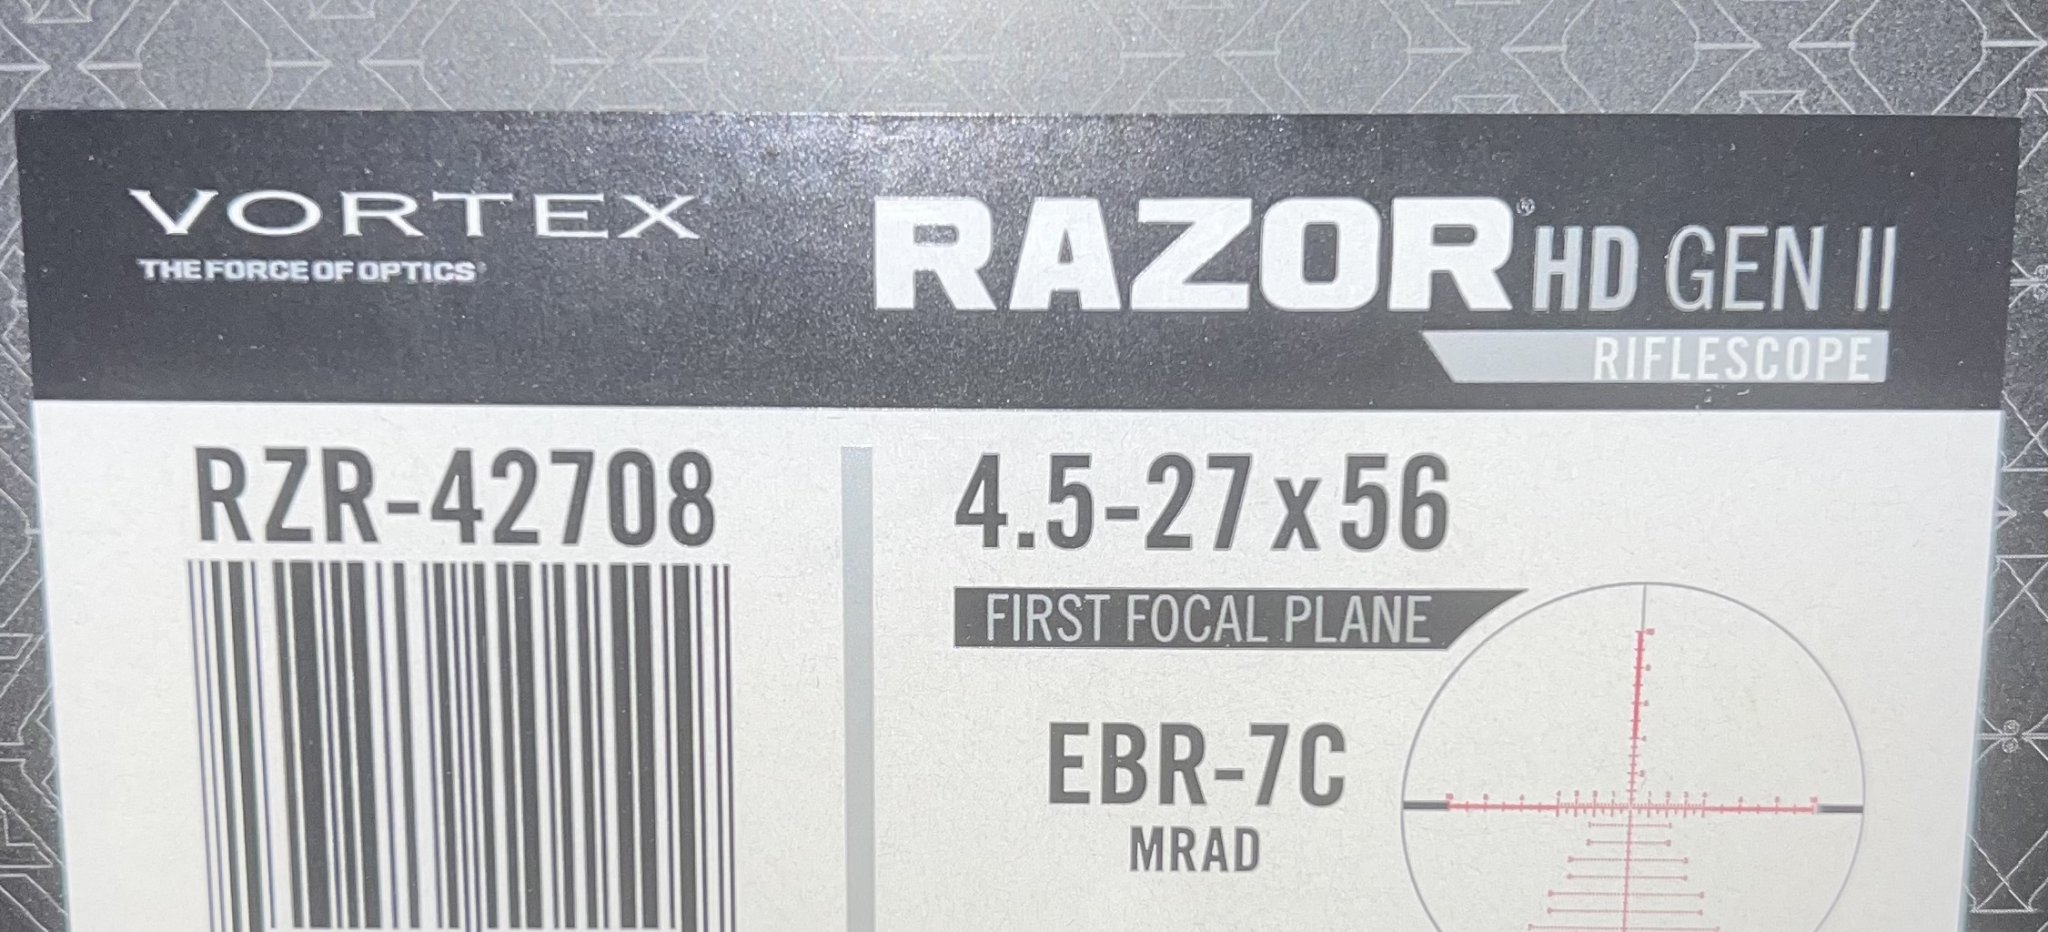 VORTEX
THE FORCE OF OPTICS®
RAZOR® HD GEN II
RIFLESCOPE
RZR-42708
4.5-27x56
FIRST FOCAL PLANE
EBR-7C
MRAD